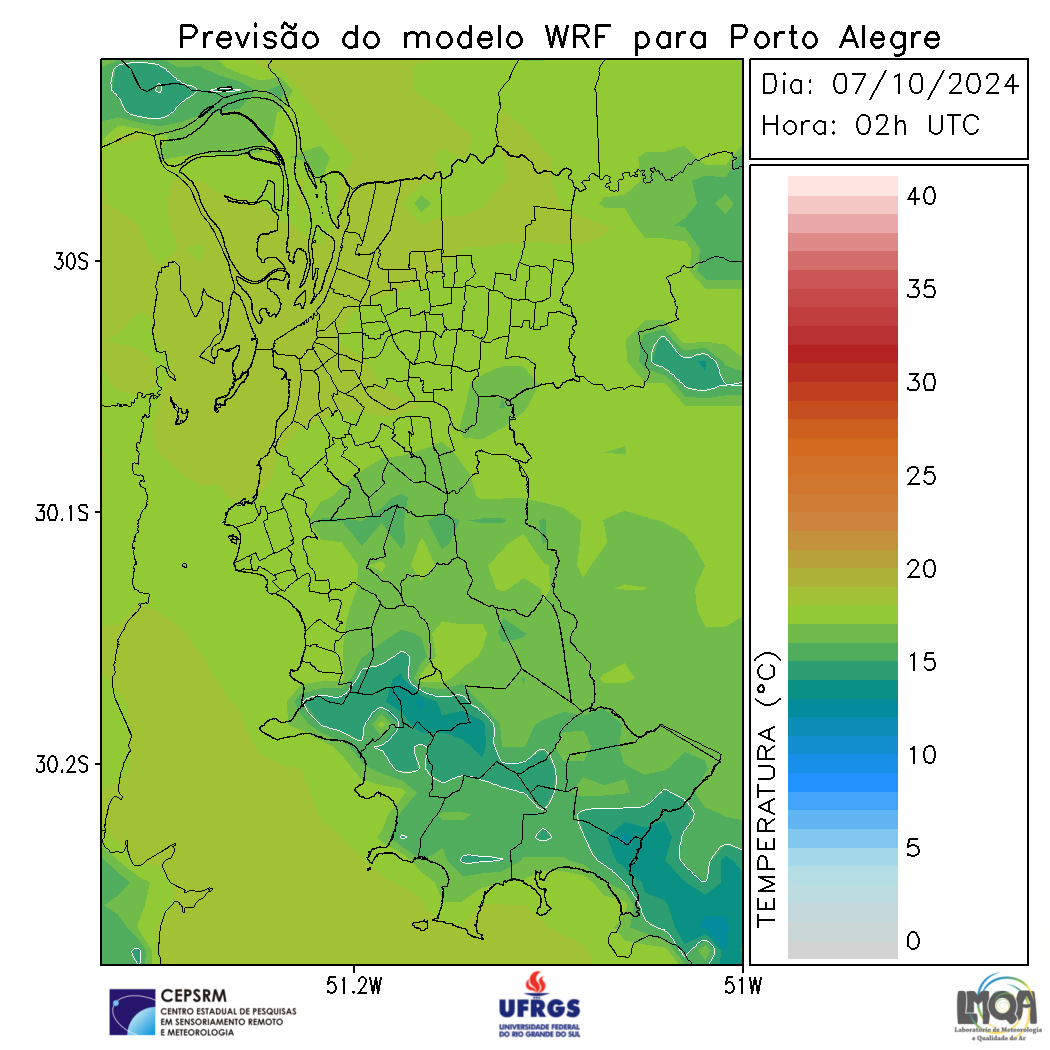 Previsão do modelo WRF para Porto Alegre
Dia: 07/10/2024
Hora: 02h UTC
40
35
30
25
20
15
10
5
0
TEMPERATURA (°C)
30S
30.1S
30.2S
51.2W
51W
CEPSRM
CENTRO ESTADUAL DE PESQUISAS
EM SENSORIAMENTO REMOTO
E METEOROLOGIA
UFRGS
UNIVERSIDADE FEDERAL
DO RIO GRANDE DO SUL
LMQA
Laboratório de Meteorologia
e Qualidade do Ar